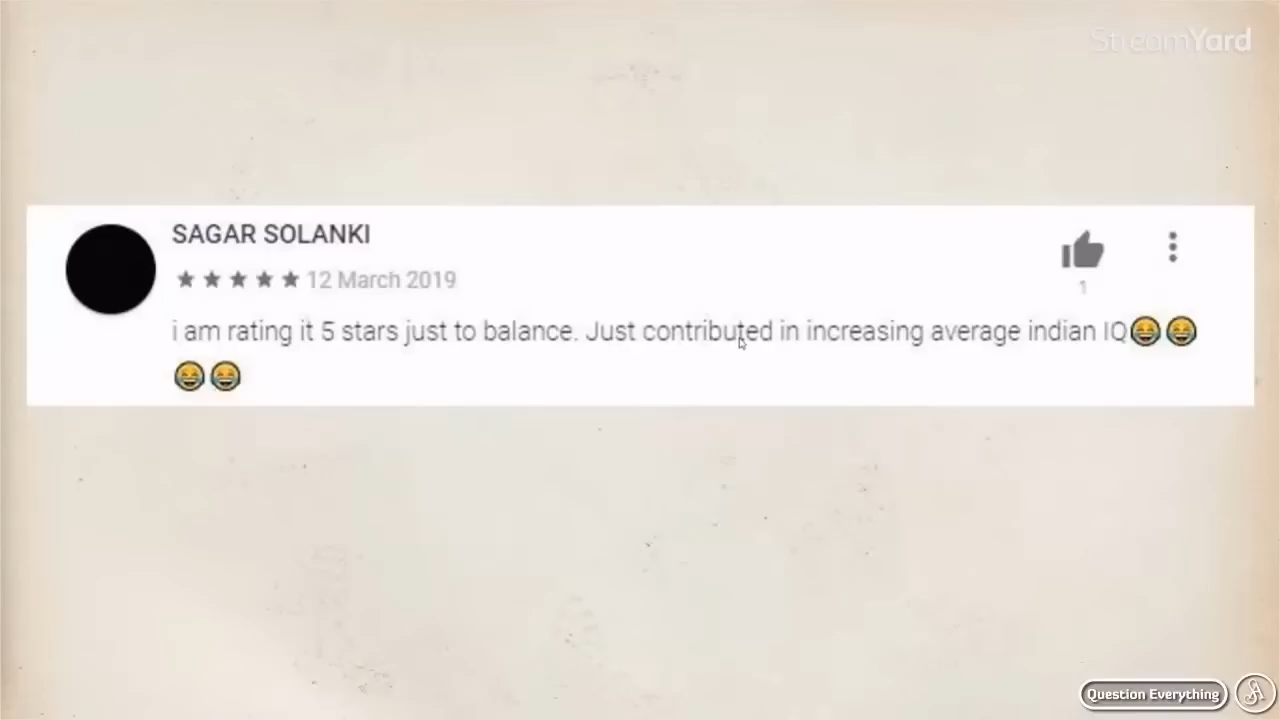 StreamYard
SAGAR SOLANKI
★★★★★ 12 March 2019
1
i am rating it 5 stars just to balance. Just contributed in increasing average indian IQ😂😂
😂😂
Question Everything